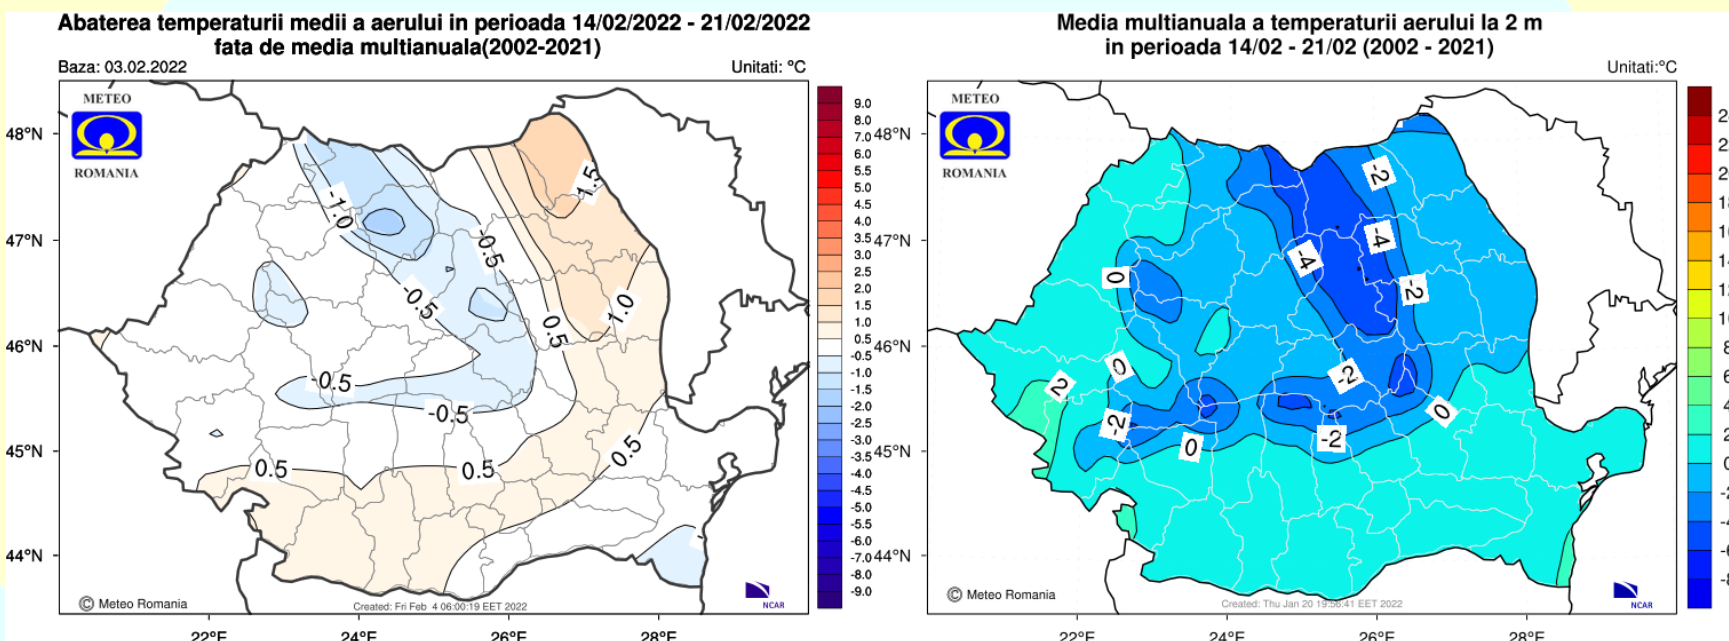 Abaterea temperaturii medii a aerului in perioada 14/02/2022 - 21/02/2022
fata de media multianuala(2002-2021)
Baza: 03.02.2022
Unitati: °C
METEO
ROMANIA
48°N
47°N
46°N
45°N
44°N
-1.0
-0.5
1.5
-0.5
1.0
0.5
-0.5
-0.5
0.5
0.5
0.5
9.0
8.0
7.0
6.0
5.5
5.0
4.5
4.0
3.5
3.0
2.5
2.0
1.5
1.0
0.5
-0.5
-1.0
-1.5
-2.0
-2.5
-3.0
-3.5
-4.0
-4.5
-5.0
-5.5
-6.0
-7.0
-8.0
-9.0
© Meteo Romania
Created: Fri Feb 4 06:00:19 EET 2022
NCAR
22°E
24°E
26°E
28°E
Media multianuala a temperaturii aerului la 2 m
in perioada 14/02 - 21/02 (2002 - 2021)
Unitati:°C
METEO
ROMANIA
48°N
47°N
46°N
45°N
44°N
-2
-4
-4
0
-2
0
2
-2
0
-2
0
-2
8
6
4
2
0
© Meteo Romania
Created: Thu Jan 20 19:56:41 EET 2022
NCAR
22°E
24°E
26°E
28°E